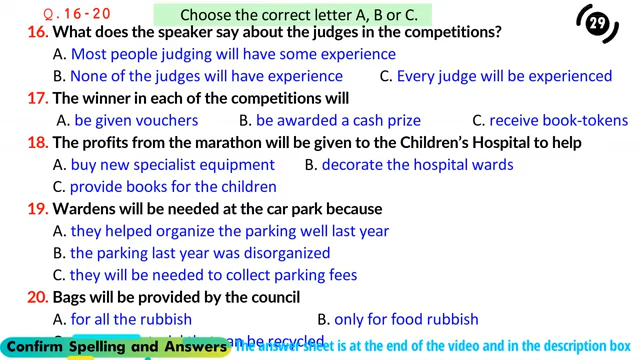 Q.16-20
Choose the correct letter A, B or C.
29
16. What does the speaker say about the judges in the competitions?
A. Most people judging will have some experience
B. None of the judges will have experience C. Every judge will be experienced
17. The winner in each of the competitions will
A. be given vouchers B. be awarded a cash prize C. receive book-tokens
18. The profits from the marathon will be given to the Children's Hospital to help
A. buy new specialist equipment B. decorate the hospital wards
C. provide books for the children
19. Wardens will be needed at the car park because
A. they helped organize the parking well last year
B. the parking last year was disorganized
C. they will be needed to collect parking fees
20. Bags will be provided by the council
A. for all the rubbish B. only for food rubbish
can be recycled
Confirm Spelling and Answers The answer sheet is at the end of the video and in the description box